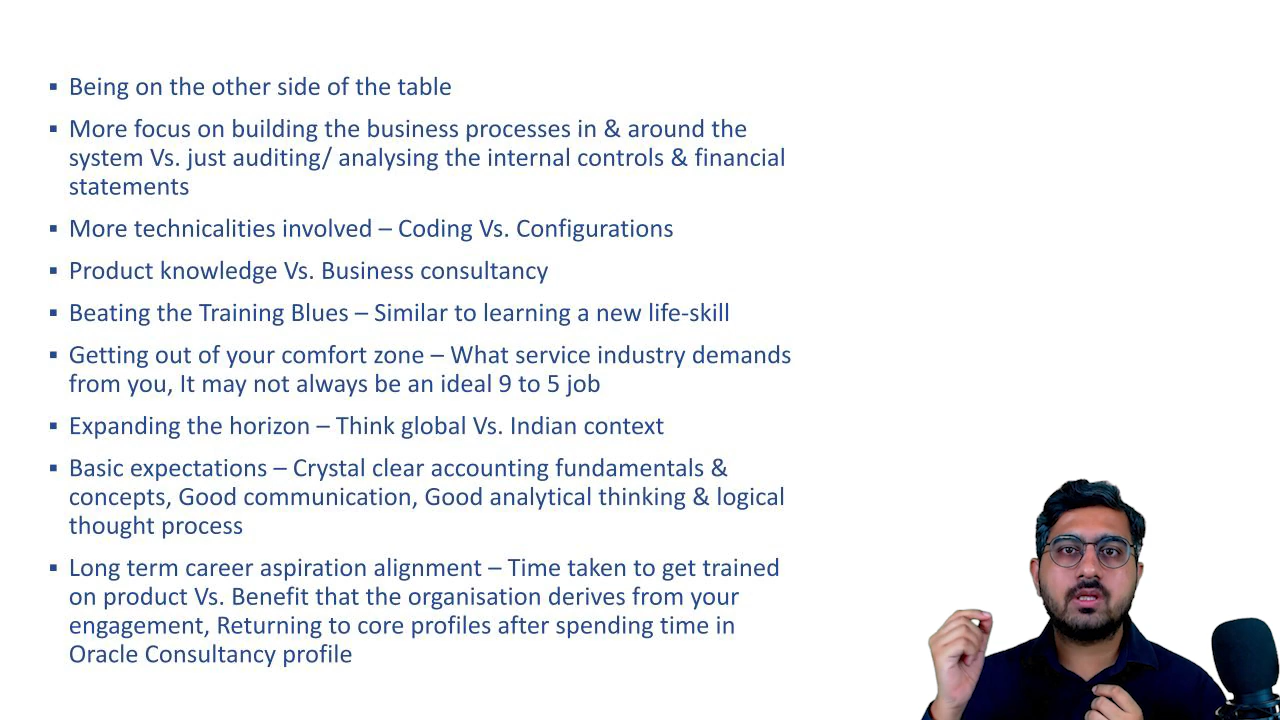 ▪ Being on the other side of the table
▪ More focus on building the business processes in & around the
system Vs. just auditing/ analysing the internal controls & financial
statements
▪ More technicalities involved – Coding Vs. Configurations
▪ Product knowledge Vs. Business consultancy
▪ Beating the Training Blues – Similar to learning a new life-skill
▪ Getting out of your comfort zone – What service industry demands
from you, It may not always be an ideal 9 to 5 job
▪ Expanding the horizon – Think global Vs. Indian context
▪ Basic expectations – Crystal clear accounting fundamentals &
concepts, Good communication, Good analytical thinking & logical
thought process
▪ Long term career aspiration alignment – Time taken to get trained
on product Vs. Benefit that the organisation derives from your
engagement, Returning to core profiles after spending time in
Oracle Consultancy profile